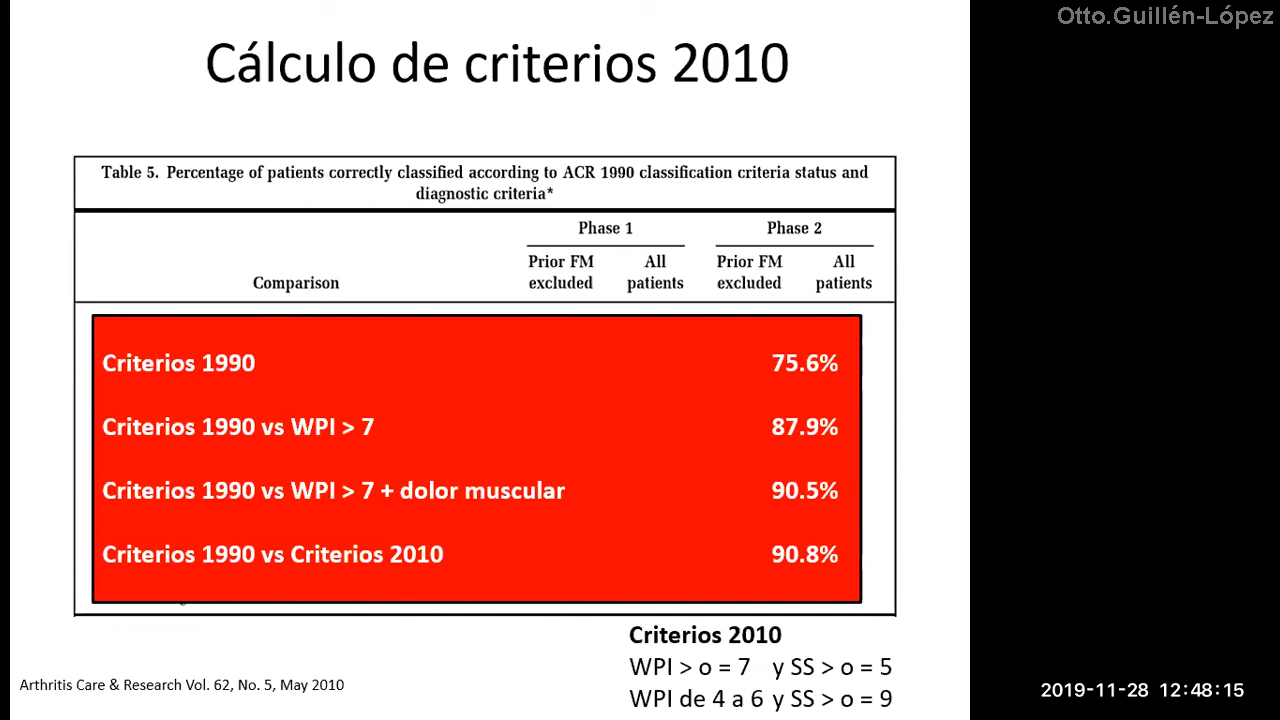 Otto.Guillén-López
Cálculo de criterios 2010
Table 5. Percentage of patients correctly classified according to ACR 1990 classification criteria status and
diagnostic criteria*
Phase 1 Phase 2
Prior FM All Prior FM All
Comparison excluded patients excluded patients
Criterios 1990 75.6%
Criterios 1990 vs WPI > 7 87.9%
Criterios 1990 vs WPI > 7 + dolor muscular 90.5%
Criterios 1990 vs Criterios 2010 90.8%
Criterios 2010
WPI > o = 7 y SS > o = 5
WPI de 4 a 6 y SS > o = 9
Arthritis Care & Research Vol. 62, No. 5, May 2010
2019-11-28 12:48:15